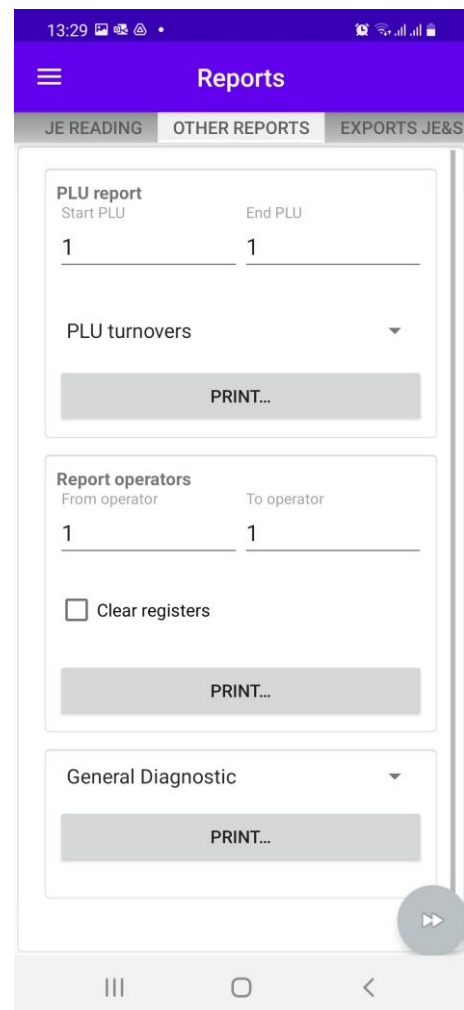 13:29
Reports
JE READING OTHER REPORTS EXPORTS JE&S
PLU report
Start PLU End PLU
1 1
PLU turnovers
PRINT...
Report operators
From operator To operator
1 1
Clear registers
PRINT...
General Diagnostic
PRINT...